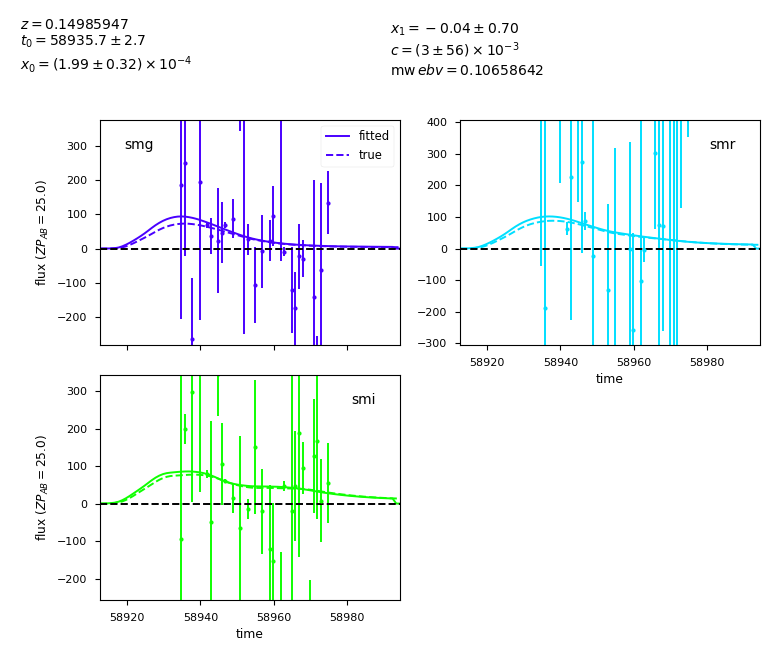 z = 0.14985947
t₀ = 58935.7 ± 2.7
x₀ = (1.99 ± 0.32) × 10⁻⁴
x₁ = −0.04 ± 0.70
c = (3 ± 56) × 10⁻³
mw ebv = 0.10658642
smg
fitted
true
300
200
100
0
−100
−200
flux (ZP_AB = 25.0)
smr
400
300
200
100
0
−100
−200
−300
58920 58940 58960 58980
time
smi
300
200
100
0
−100
−200
flux (ZP_AB = 25.0)
58920 58940 58960 58980
time